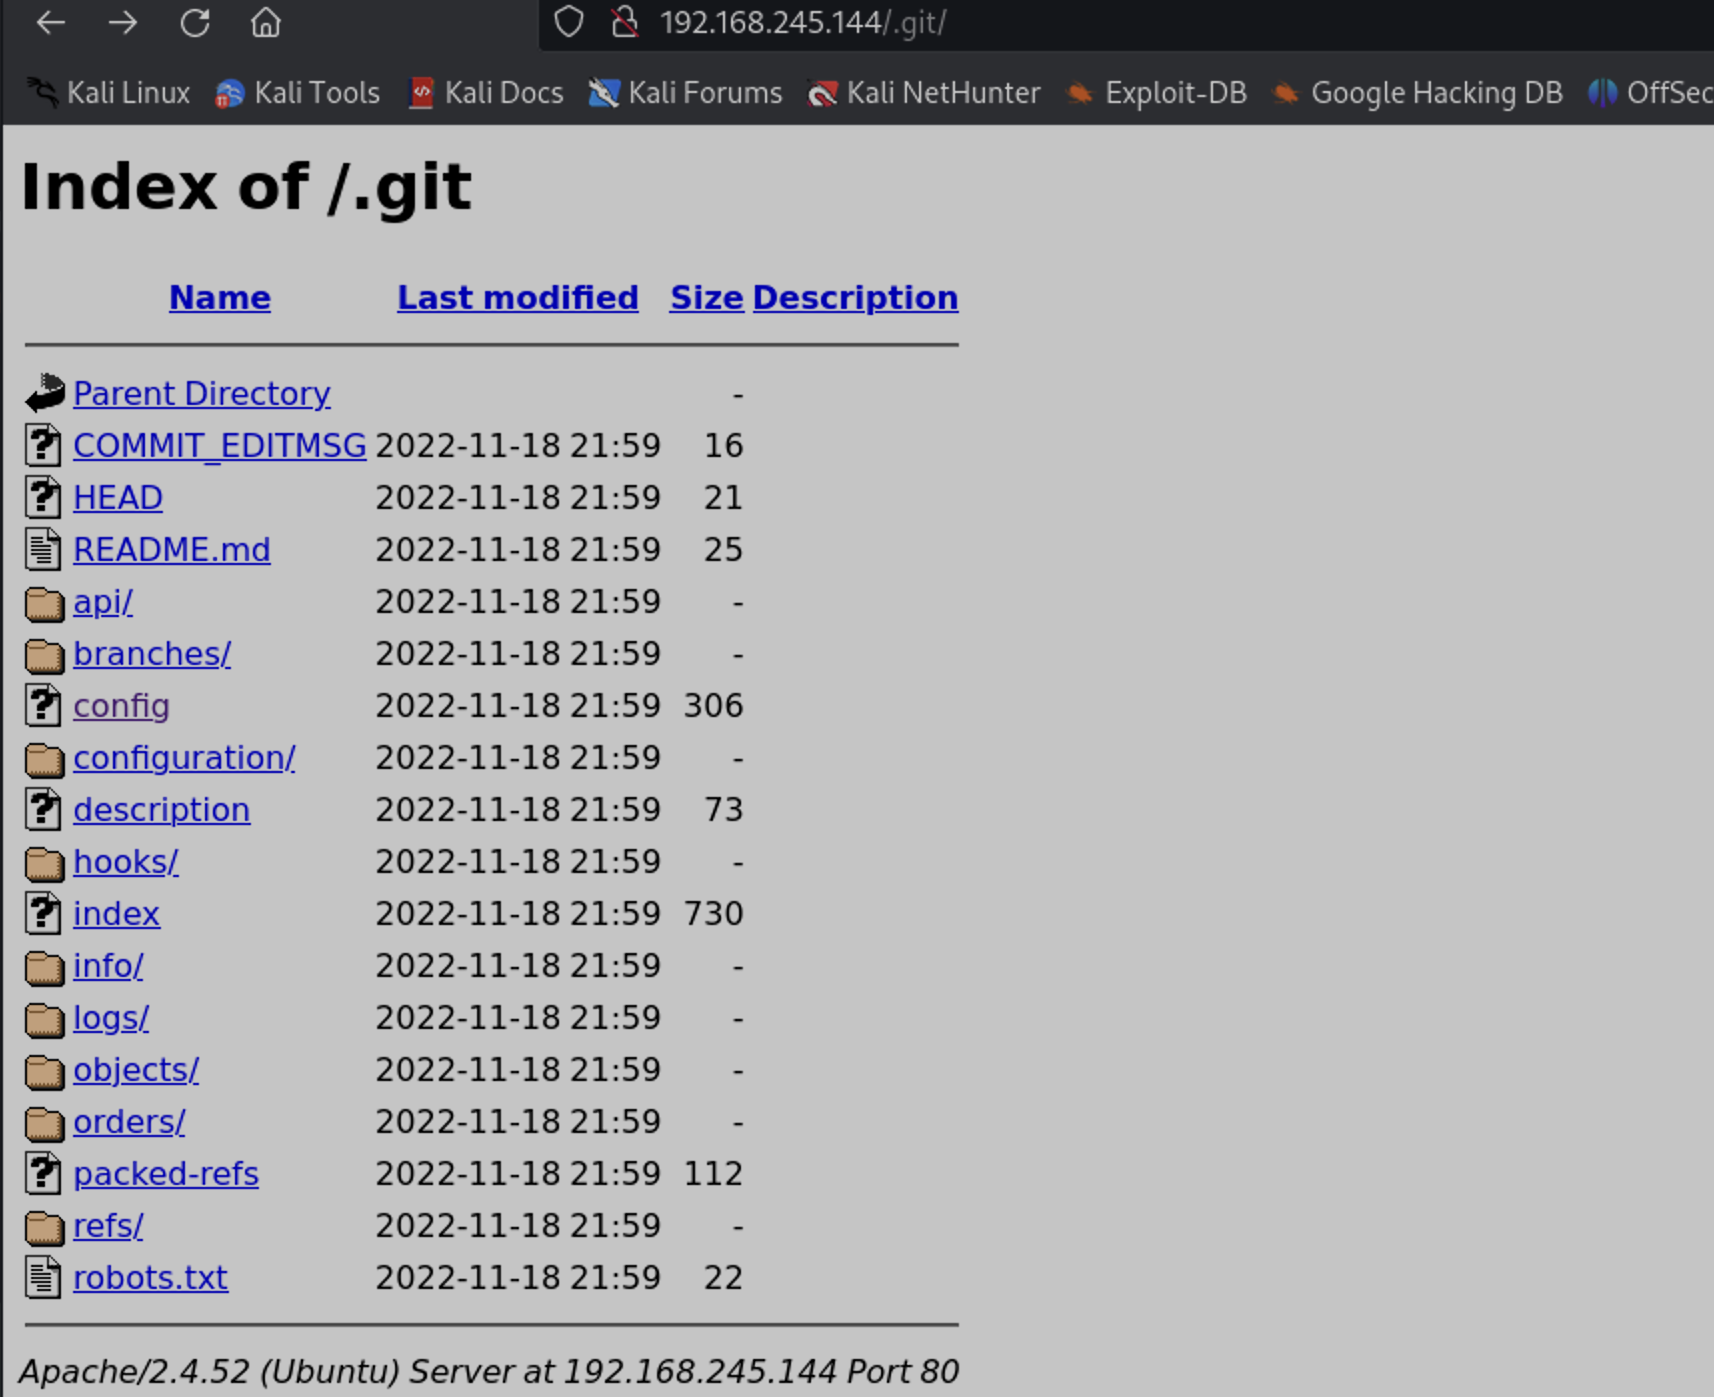 192.168.245.144/.git/
Kali Linux Kali Tools Kali Docs Kali Forums Kali NetHunter Exploit-DB Google Hacking DB OffSec
Index of /.git
Name Last modified Size Description
Parent Directory -
COMMIT_EDITMSG 2022-11-18 21:59 16
HEAD 2022-11-18 21:59 21
README.md 2022-11-18 21:59 25
api/ 2022-11-18 21:59 -
branches/ 2022-11-18 21:59 -
config 2022-11-18 21:59 306
configuration/ 2022-11-18 21:59 -
description 2022-11-18 21:59 73
hooks/ 2022-11-18 21:59 -
index 2022-11-18 21:59 730
info/ 2022-11-18 21:59 -
logs/ 2022-11-18 21:59 -
objects/ 2022-11-18 21:59 -
orders/ 2022-11-18 21:59 -
packed-refs 2022-11-18 21:59 112
refs/ 2022-11-18 21:59 -
robots.txt 2022-11-18 21:59 22
Apache/2.4.52 (Ubuntu) Server at 192.168.245.144 Port 80